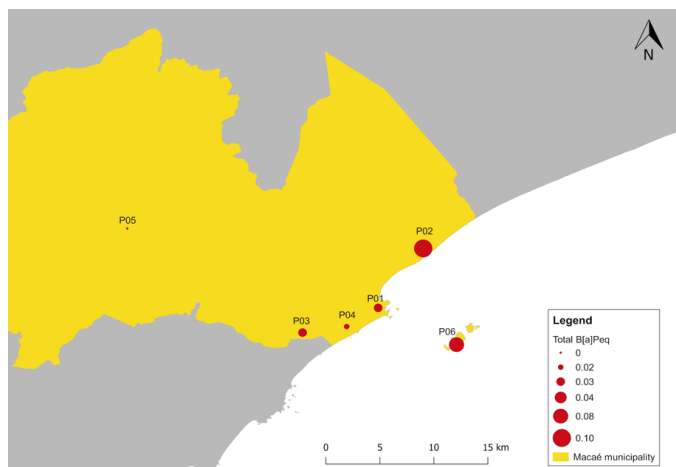 N
P05
P02
P01
P04
P03
P06
Legend
Total B[a]Peq
0
0.02
0.03
0.04
0.08
0.10
Macaé municipality
0 5 10 15 km